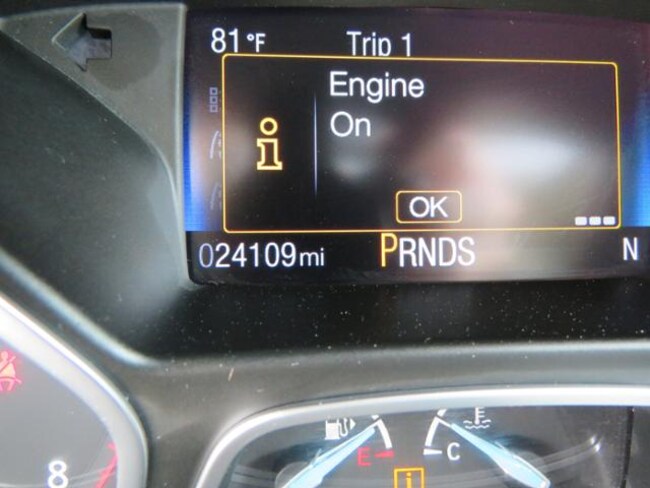 81°F Trip 1
Engine
On
OK
024109mi PRNDS N
8 E C